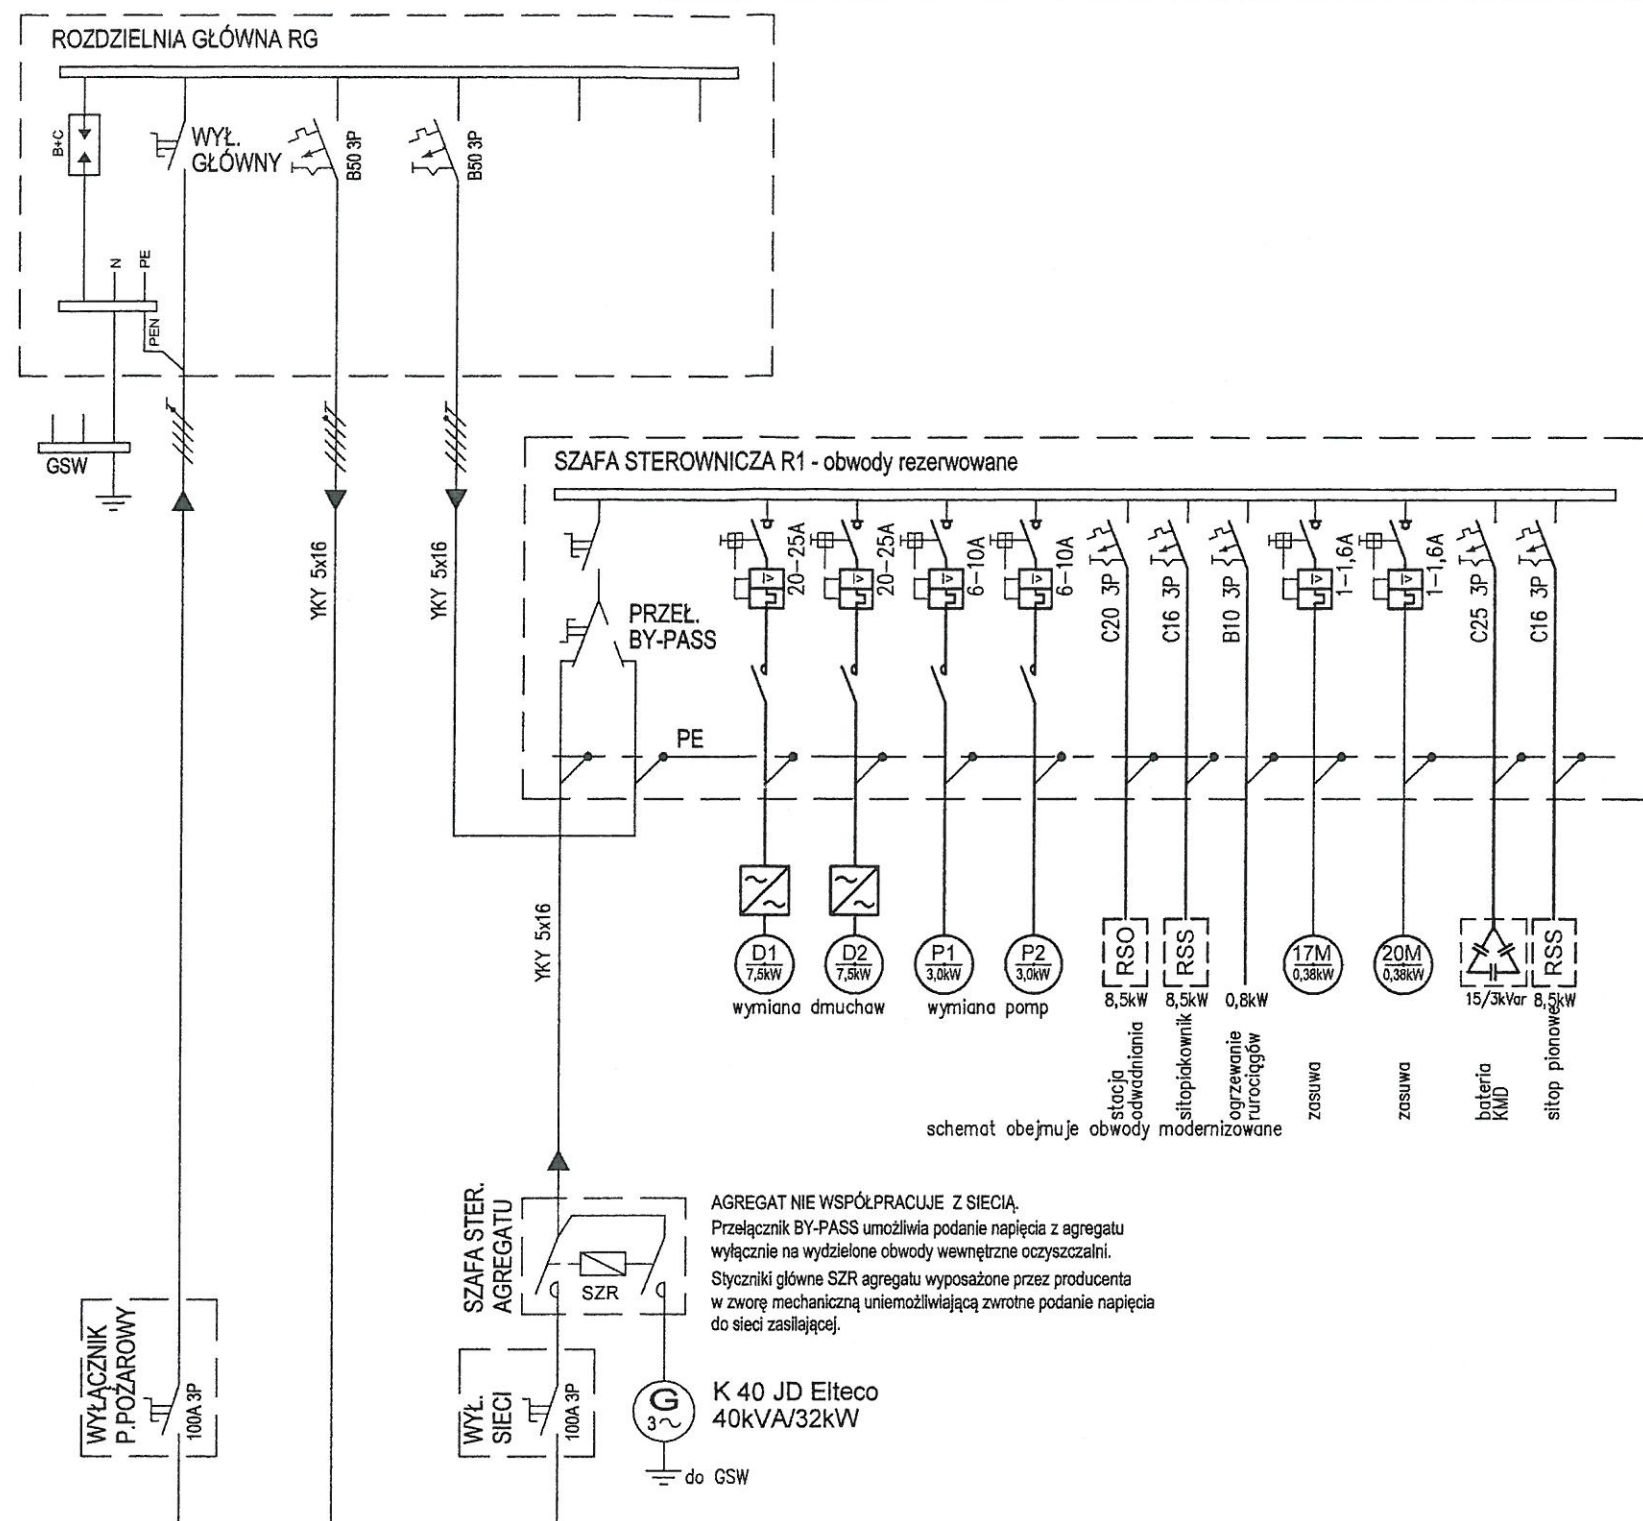 ROZDZIELNIA GŁÓWNA RG
B+C
WYŁ.
GŁÓWNY
B50 3P
B50 3P
N
PE
PEN
GSW
YKY 5x16
YKY 5x16
SZAFA STEROWNICZA R1 - obwody rezerwowane
PRZEŁ.
BY-PASS
PE
20-25A
20-25A
6-10A
6-10A
C20 3P
C16 3P
B10 3P
1-1,6A
1-1,6A
C25 3P
C16 3P
YKY 5x16
D1
7,5kW
D2
7,5kW
P1
3,0kW
P2
3,0kW
RSO
RSS
17M
0,38kW
20M
0,38kW
RSS
wymiana dmuchaw
wymiana pomp
8,5kW
8,5kW
0,8kW
15/3kVar
8,5kW
stacja
odwadniania
sitopiakownik
ogrzewanie
rurociągów
zasuwa
zasuwa
bateria
KMD
sitop pionowe
schemat obejmuje obwody modernizowane
SZAFA STER.
AGREGATU
SZR
AGREGAT NIE WSPÓŁPRACUJE Z SIECIĄ.
Przełącznik BY-PASS umożliwia podanie napięcia z agregatu
wyłącznie na wydzielone obwody wewnętrzne oczyszczalni.
Styczniki główne SZR agregatu wyposażone przez producenta
w zworę mechaniczną uniemożliwiającą zwrotne podanie napięcia
do sieci zasilającej.
WYŁĄCZNIK
P.POŻAROWY
100A 3P
WYŁ.
SIECI
100A 3P
G
3~
K 40 JD Elteco
40kVA/32kW
do GSW